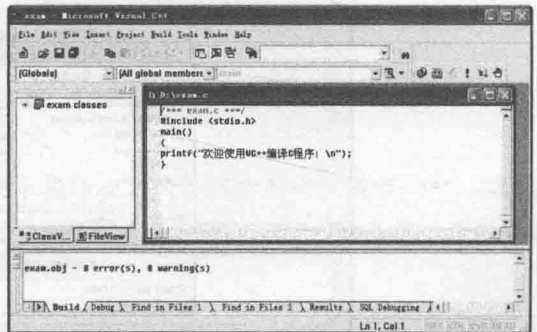 exam - Microsoft Visual C++
File Edit View Insert Project Build Tools Window Help
(Globals) [All global members main
exam classes
D:\exam.c
/*** exam.c ***/
#include <stdio.h>
main()
{
printf("欢迎使用VC++编译C程序! \n");
}
ClassV... FileView
exam.obj - 0 error(s), 0 warning(s)
Build Debug Find in Files 1 Find in Files 2 Results SQL Debugging
Ln 1, Col 1